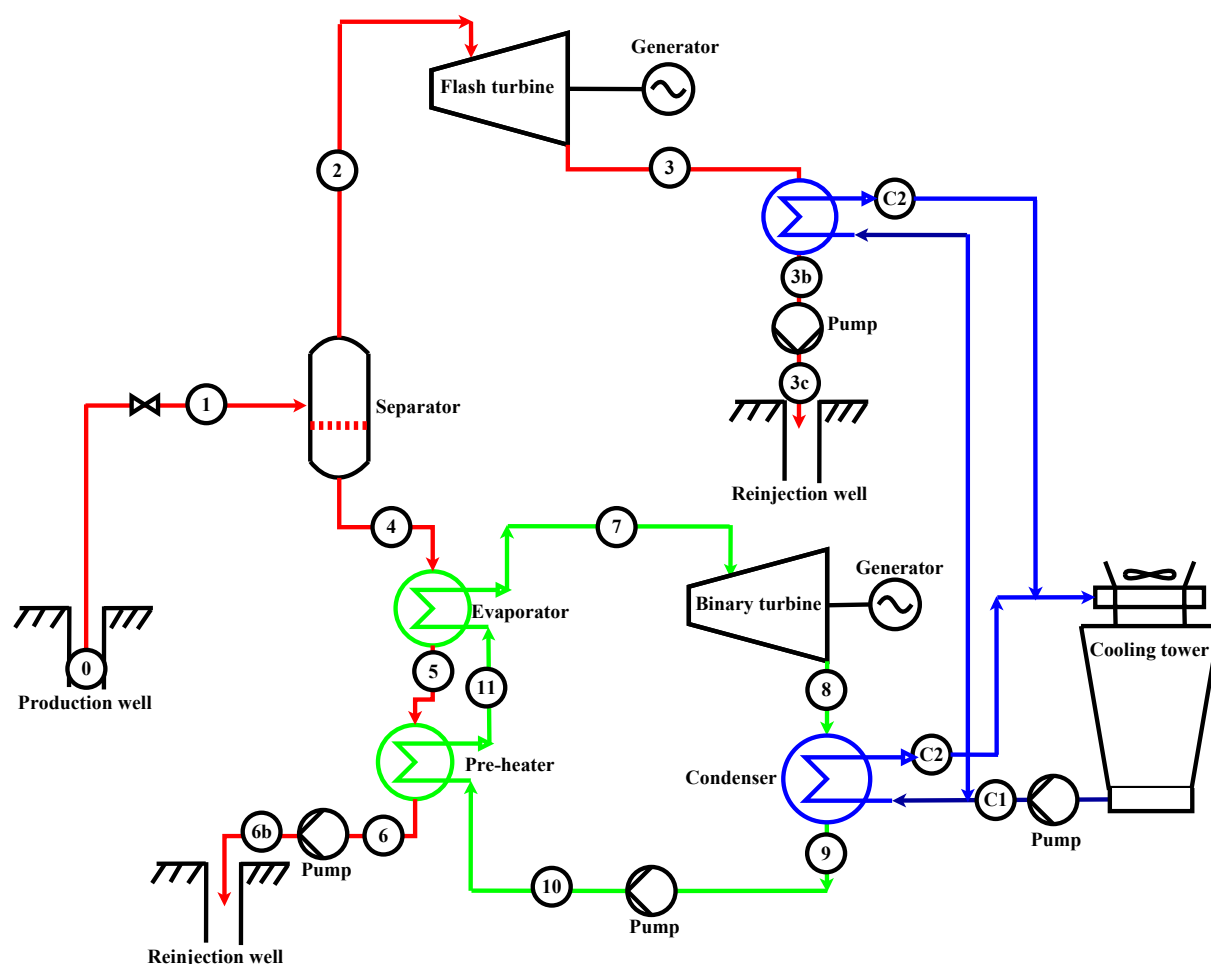 Generator
Flash turbine
2
3
C2
3b
Pump
3c
1
Separator
Reinjection well
4
7
Generator
Evaporator
Binary turbine
Cooling tower
0
5
11
8
Production well
Pre-heater
C2
Condenser
C1
6b
6
Pump
Pump
9
10
Pump
Reinjection well